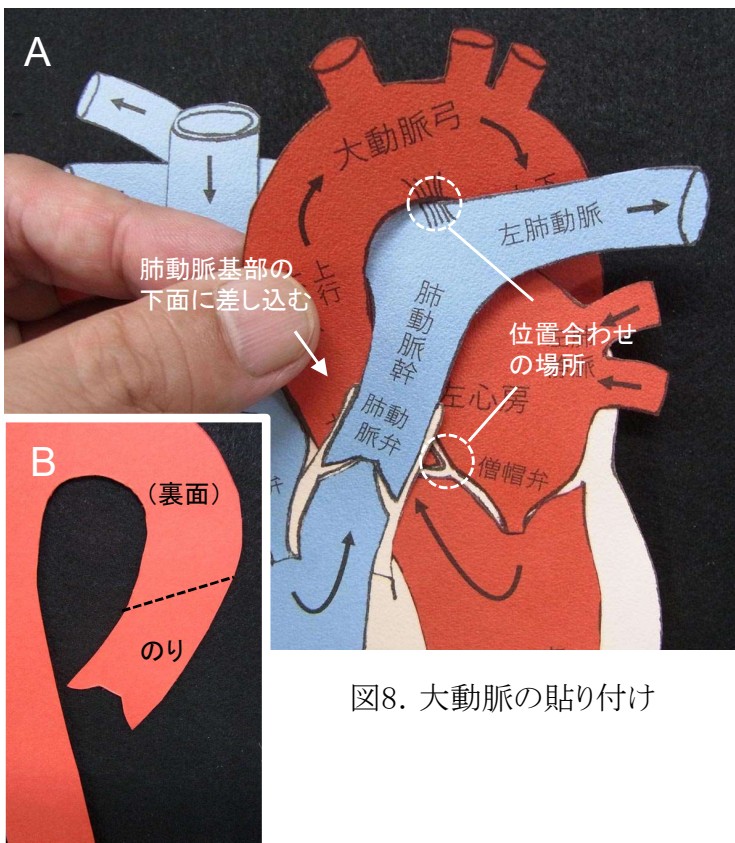 A
大動脈弓
左肺動脈
肺動脈基部の
下面に差し込む
上行
肺動脈幹
位置合わせ
の場所
肺動
脈弁
左心房
僧帽弁
弁
B
(裏面)
のり
図8. 大動脈の貼り付け